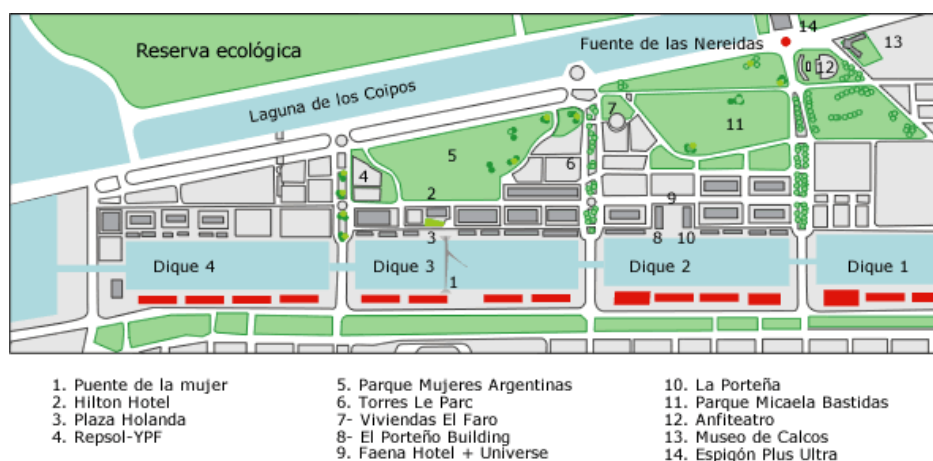 14
Reserva ecológica
Fuente de las Nereidas
13
12
Laguna de los Coipos
7
11
5
6
4
2
9
3
8
10
Dique 4
Dique 3
Dique 2
Dique 1
1
1. Puente de la mujer
2. Hilton Hotel
3. Plaza Holanda
4. Repsol-YPF
5. Parque Mujeres Argentinas
6. Torres Le Parc
7- Viviendas El Faro
8- El Porteño Building
9. Faena Hotel + Universe
10. La Porteña
11. Parque Micaela Bastidas
12. Anfiteatro
13. Museo de Calcos
14. Espigón Plus Ultra